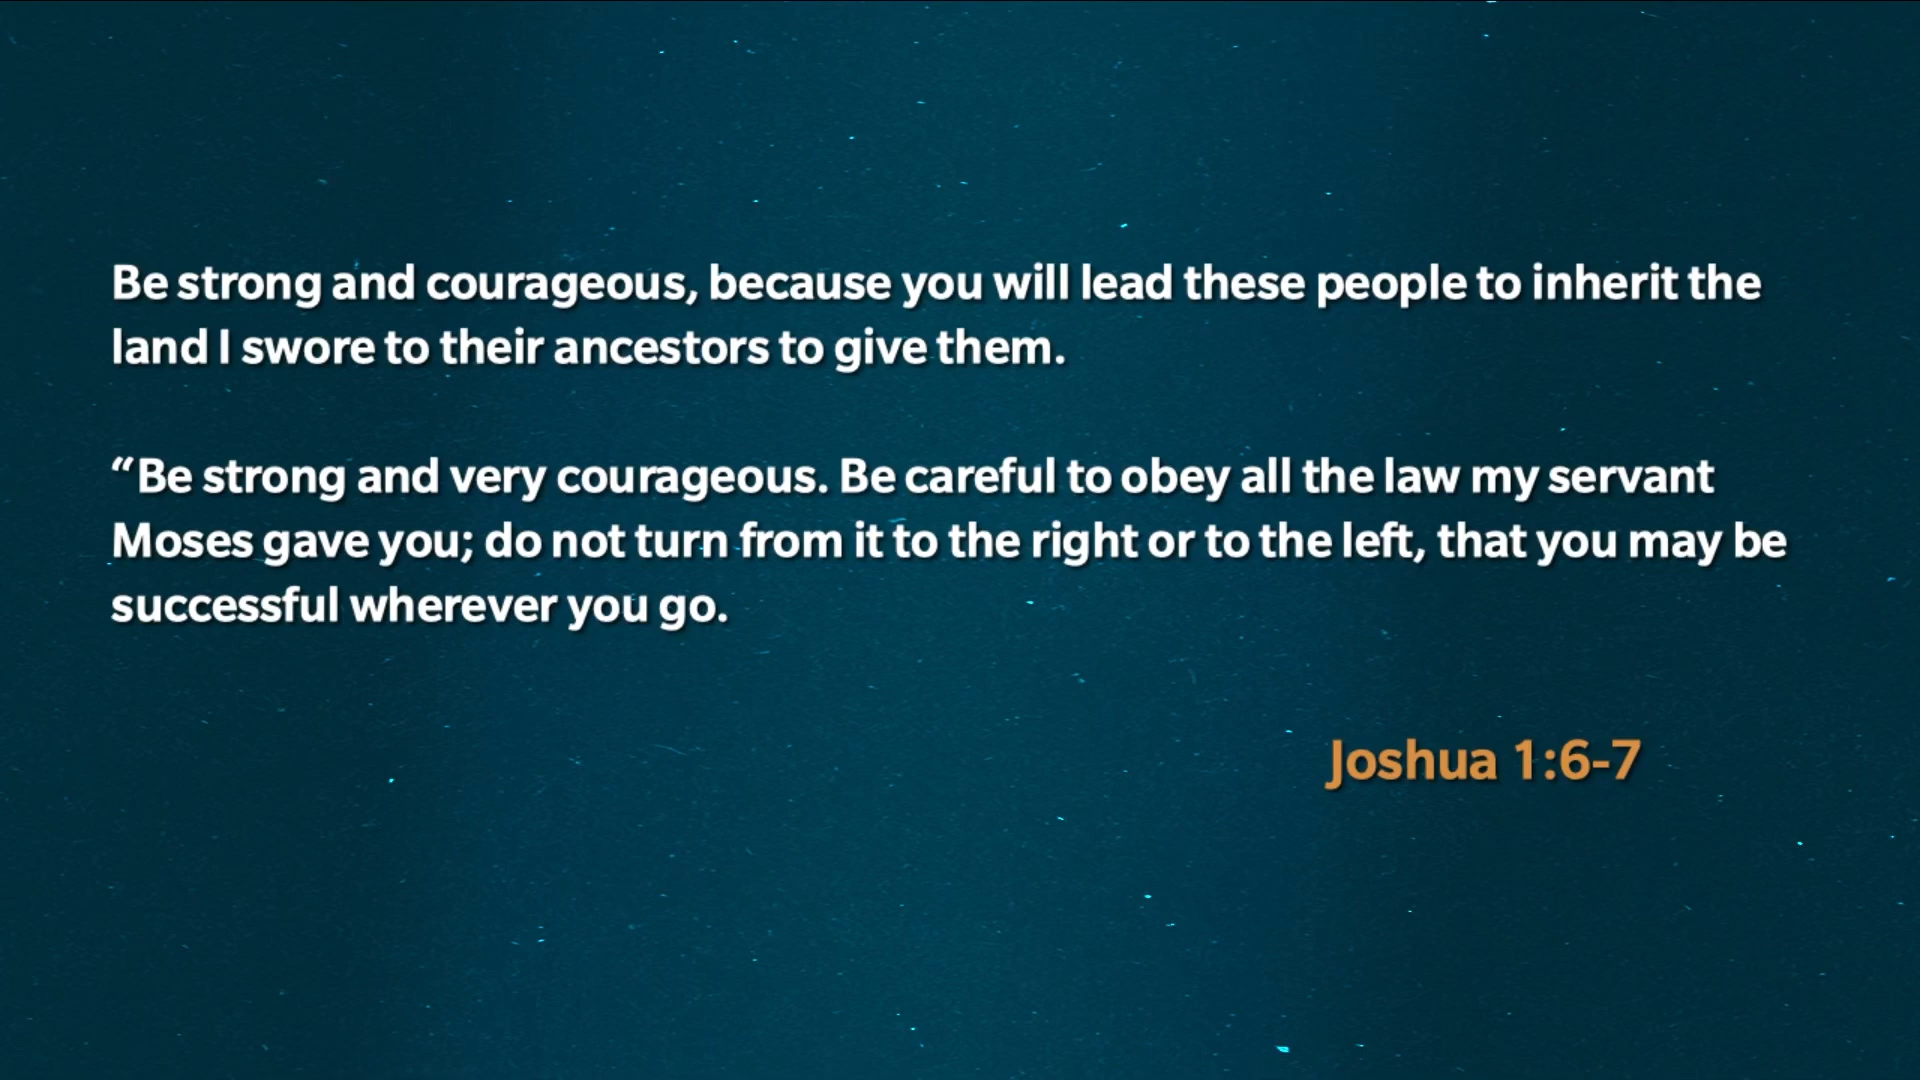 Be strong and courageous, because you will lead these people to inherit the
land I swore to their ancestors to give them.
“Be strong and very courageous. Be careful to obey all the law my servant
Moses gave you; do not turn from it to the right or to the left, that you may be
successful wherever you go.
Joshua 1:6-7